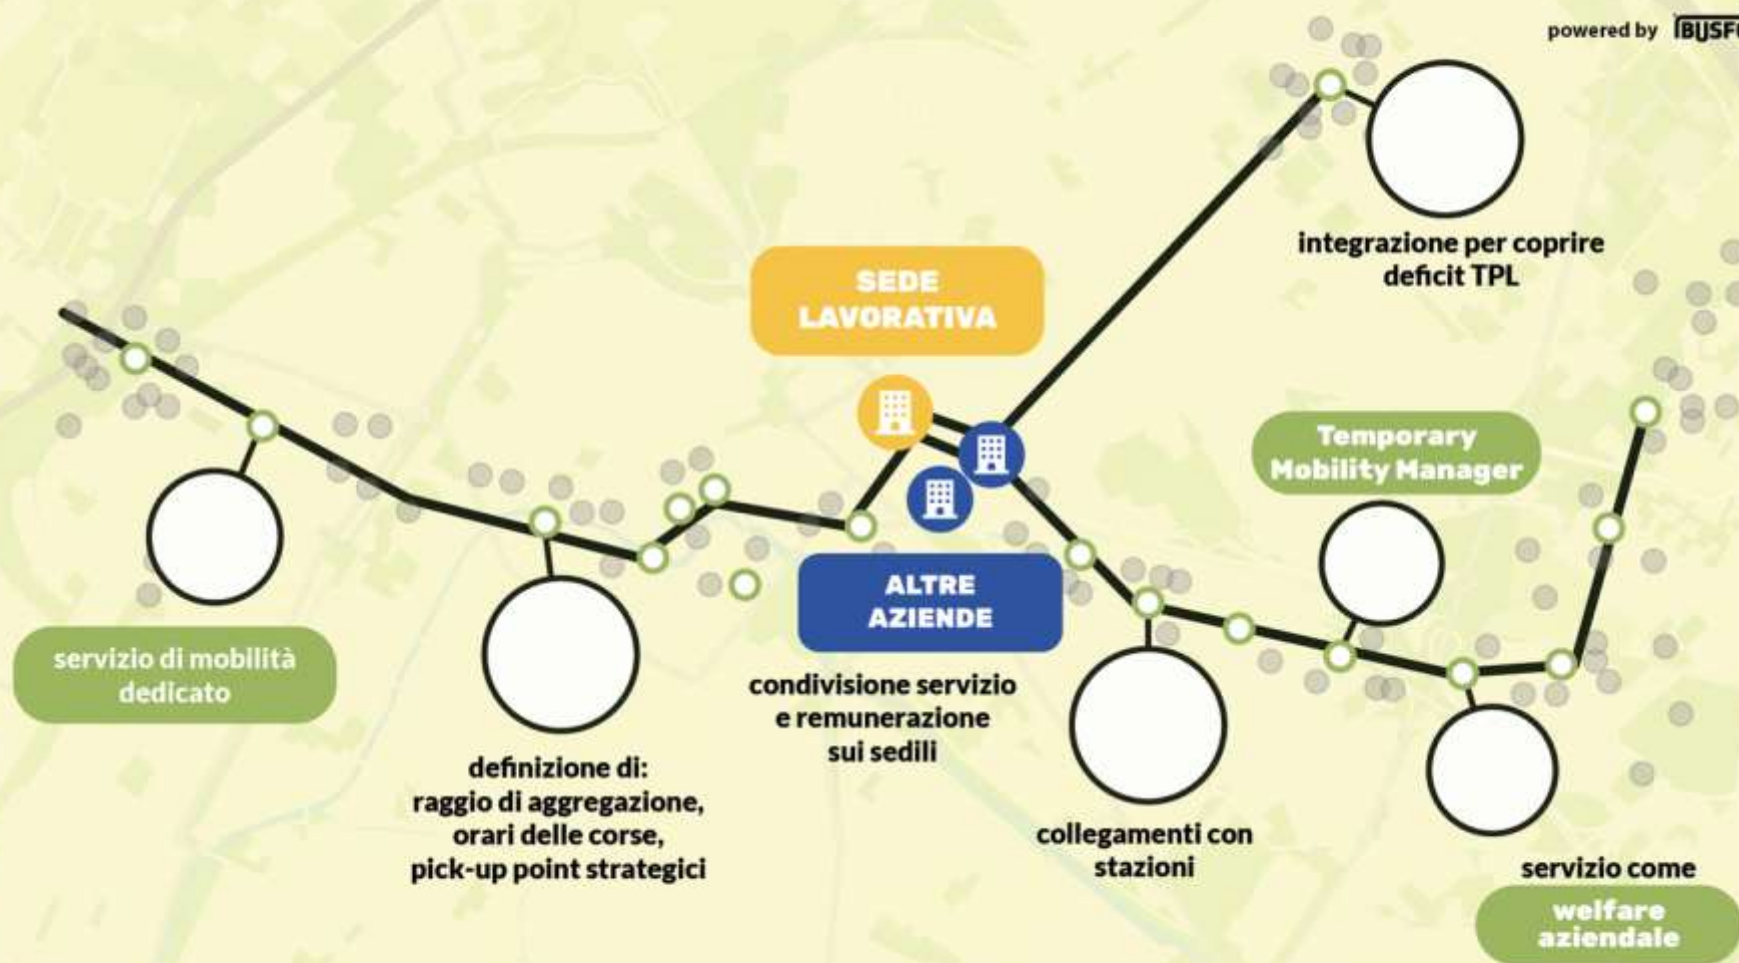 powered by
integrazione per coprire
deficit TPL
SEDE
LAVORATIVA
Temporary
Mobility Manager
ALTRE
AZIENDE
servizio di mobilità
dedicato
condivisione servizio
e remunerazione
sui sedili
definizione di:
raggio di aggregazione,
orari delle corse,
pick-up point strategici
collegamenti con
stazioni
servizio come
welfare
aziendale